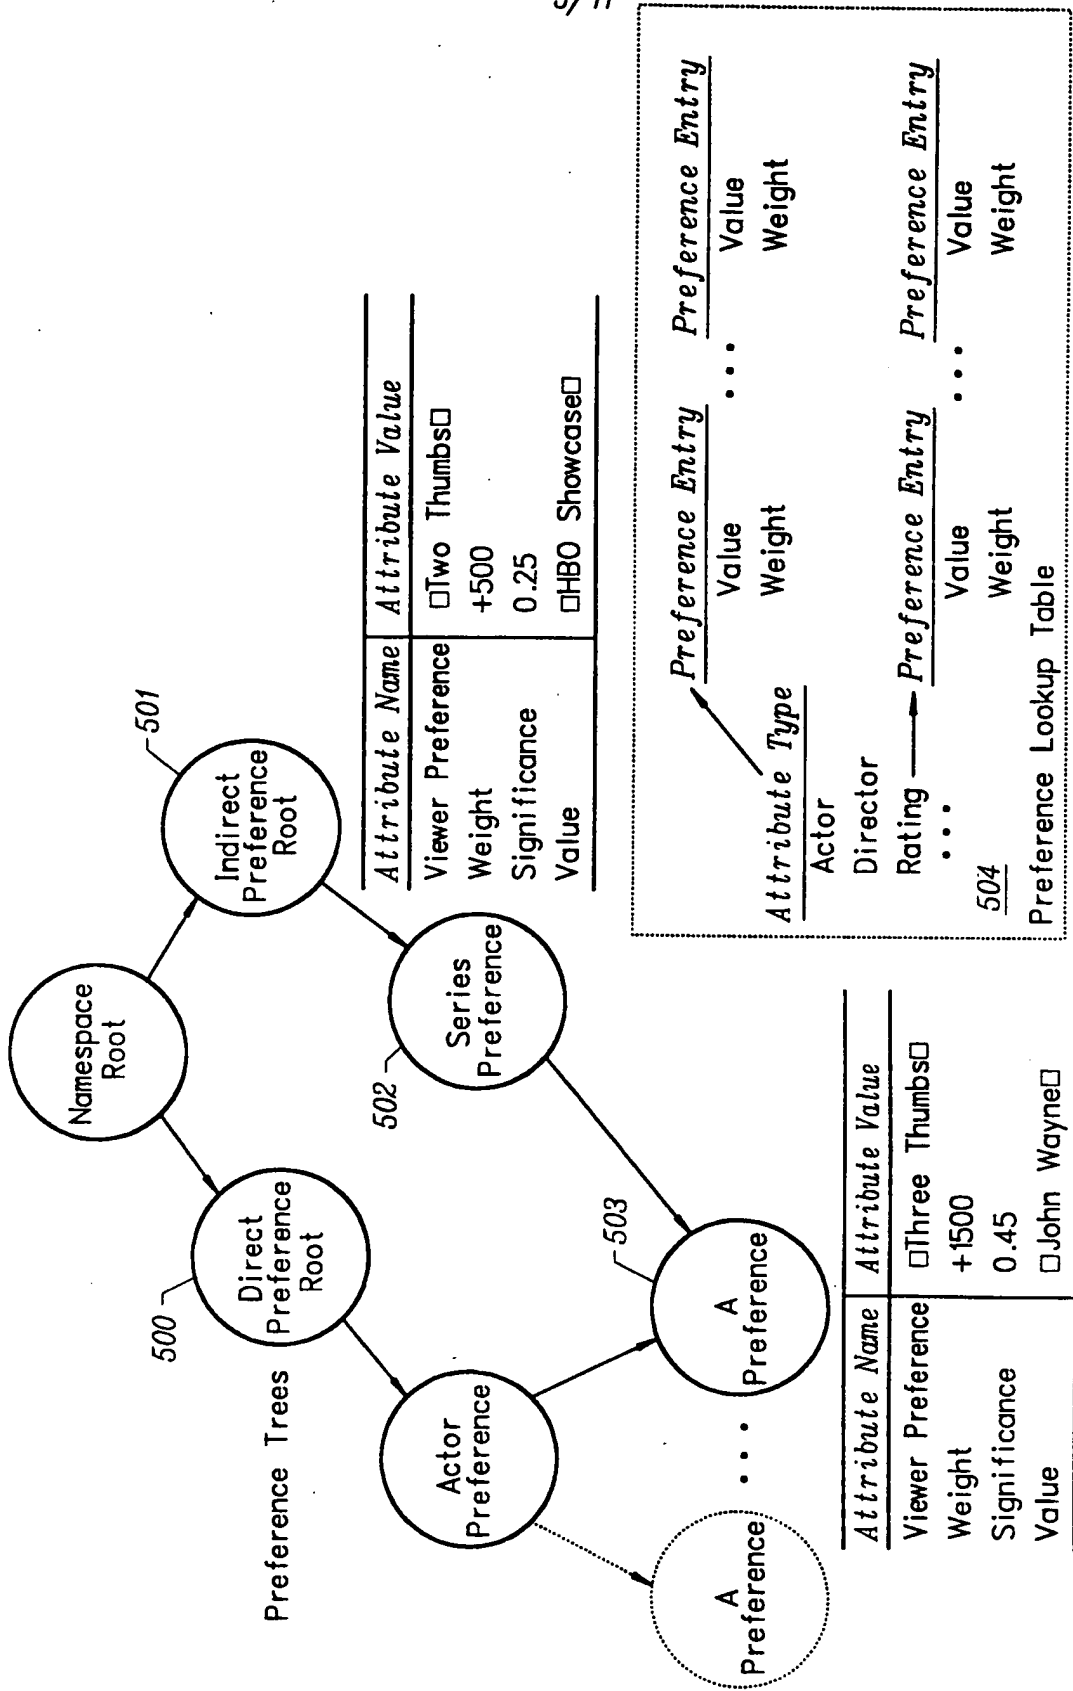 Namespace
Root
501
Indirect
Preference
Root
500
Direct
Preference
Root
Preference Trees
502
Series
Preference
Actor
Preference
Attribute Name Attribute Value
Viewer Preference □Two Thumbs□
Weight +500
Significance 0.25
Value □HBO Showcase□
503
A
Preference
• • •
A
Preference
Attribute Name Attribute Value
Viewer Preference □Three Thumbs□
Weight +1500
Significance 0.45
Value □John Wayne□
Preference Entry • • • Preference Entry
Value Value
Weight Weight
Attribute Type
Actor
Director
Rating
• • •
Preference Entry • • • Preference Entry
Value Value
Weight Weight
504
Preference Lookup Table